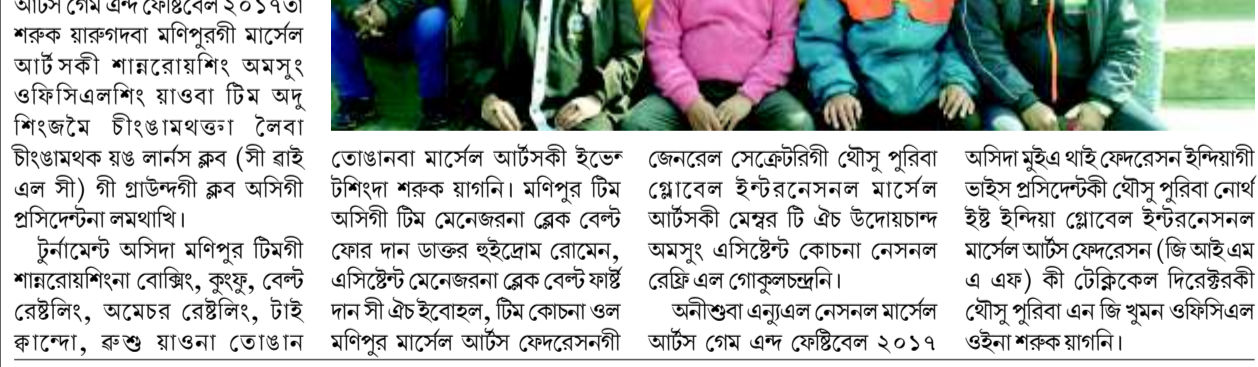 আর্টস গেম এন্দ ফেষ্টিবেল ২০১৭তা
শরুক য়ারুগদবা মণিপুরগী মার্সেল
আর্টসকী শান্নরোয়শিং অমসুং
ওফিসিএলশিং য়াওবা টিম অদু
শিংজমৈ চীংঙামথক্তা লৈবা
চীংঙামথক য়ঙ লার্নস ক্লব (সী ৱাই
এল সী) গী গ্রাউন্দগী ক্লব অসিগী
প্রসিদেন্টনা লমথাখি।
টুর্নামেন্ট অসিদা মণিপুর টিমগী
শান্নরোয়শিংনা বোক্সিং, কুংফু, বেল্ট
রেষ্টলিং, অমেচর রেষ্টলিং, টাই
ক্বান্দো, ৱুশু য়াওনা তোঙান
তোঙানবা মার্সেল আর্টসকী ইভেন্
টশিংদা শরুক য়াগনি। মণিপুর টিম
অসিগী টিম মেনেজরনা ব্লেক বেল্ট
ফোর দান ডাক্তর হুইদ্রোম রোমেন,
এসিষ্টেন্ট মেনেজরনা ব্লেক বেল্ট ফার্ষ্ট
দান সী ঐচ ইবোহল, টিম কোচনা ওল
মণিপুর মার্সেল আর্টস ফেদরেসনগী
জেনরেল সেক্রেটরিগী থৌসু পুরিবা
গ্লোবেল ইন্টরনেসনল মার্সেল
আর্টসকী মেম্বর টি ঐচ উদোয়চান্দ
অমসুং এসিষ্টেন্ট কোচনা নেসনল
রেফ্রি এল গোকুলচন্দ্রনি।
অনীশুবা এন্যুএল নেসনল মার্সেল
আর্টস গেম এন্দ ফেষ্টিবেল ২০১৭
অসিদা মুইএ থাই ফেদরেসন ইন্দিয়াগী
ভাইস প্রসিদেন্টকী থৌসু পুরিবা নোর্থ
ইষ্ট ইন্দিয়া গ্লোবেল ইন্টরনেসনল
মার্সেল আর্টস ফেদরেসন (জি আই এম
এ এফ) কী টেক্নিকেল দিরেক্টরকী
থৌসু পুরিবা এন জি খুমন ওফিসিএল
ওইনা শরুক য়াগনি।